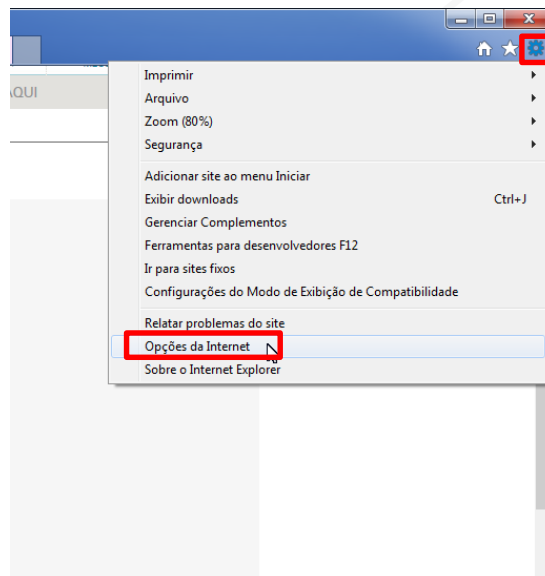 AQUI
Imprimir
Arquivo
Zoom (80%)
Segurança
Adicionar site ao menu Iniciar
Exibir downloads Ctrl+J
Gerenciar Complementos
Ferramentas para desenvolvedores F12
Ir para sites fixos
Configurações do Modo de Exibição de Compatibilidade
Relatar problemas do site
Opções da Internet
Sobre o Internet Explorer